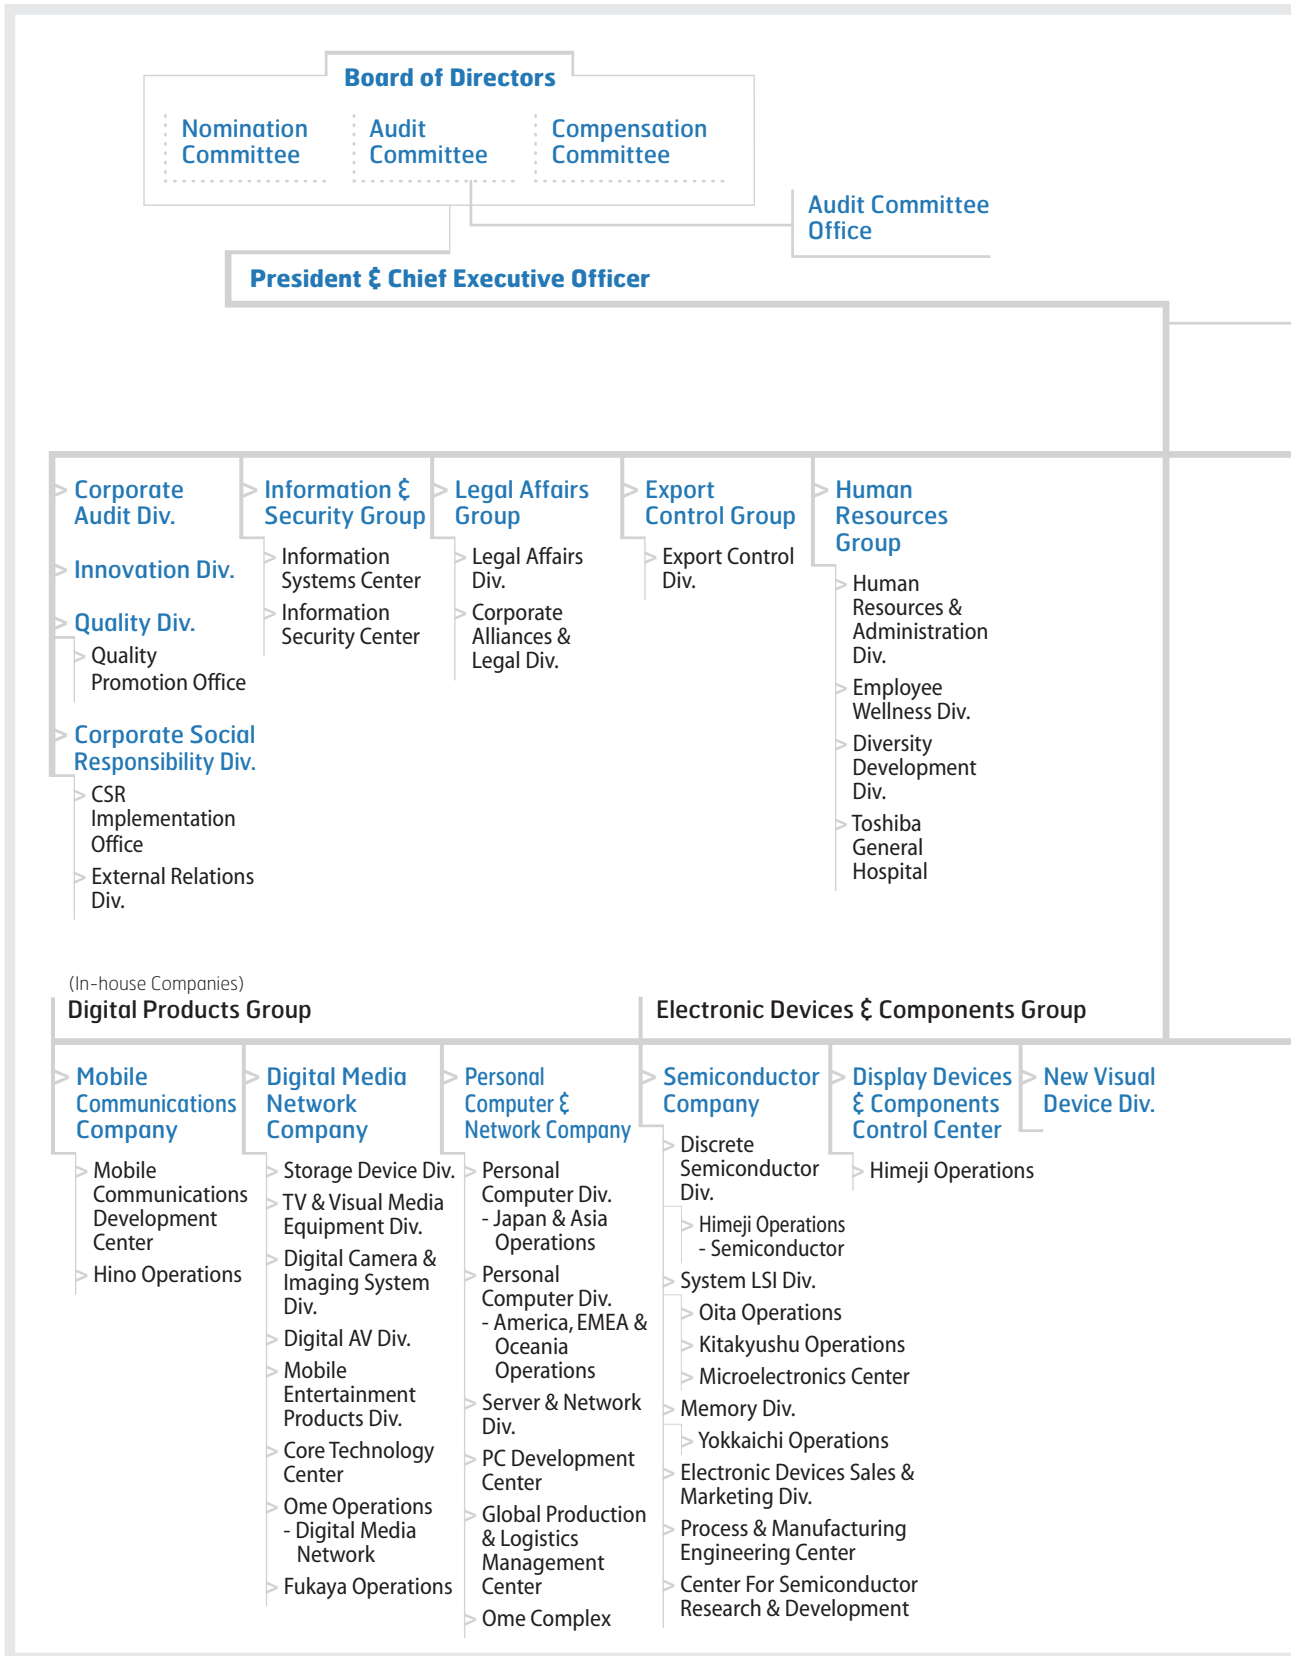 Board of Directors
Nomination
Committee
Audit
Committee
Compensation
Committee
Audit Committee
Office
President & Chief Executive Officer
> Corporate
Audit Div.
> Innovation Div.
> Quality Div.
> Quality
Promotion Office
> Corporate Social
Responsibility Div.
> CSR
Implementation
Office
> External Relations
Div.
> Information &
Security Group
> Information
Systems Center
> Information
Security Center
> Legal Affairs
Group
> Legal Affairs
Div.
> Corporate
Alliances &
Legal Div.
> Export
Control Group
> Export Control
Div.
> Human
Resources
Group
> Human
Resources &
Administration
Div.
> Employee
Wellness Div.
> Diversity
Development
Div.
> Toshiba
General
Hospital
(In-house Companies)
Digital Products Group
> Mobile
Communications
Company
> Mobile
Communications
Development
Center
> Hino Operations
> Digital Media
Network
Company
> Storage Device Div.
> TV & Visual Media
Equipment Div.
> Digital Camera &
Imaging System
Div.
> Digital AV Div.
> Mobile
Entertainment
Products Div.
> Core Technology
Center
> Ome Operations
- Digital Media
Network
> Fukaya Operations
> Personal
Computer &
Network Company
> Personal
Computer Div.
- Japan & Asia
Operations
> Personal
Computer Div.
- America, EMEA &
Oceania
Operations
> Server & Network
Div.
> PC Development
Center
> Global Production
& Logistics
Management
Center
> Ome Complex
Electronic Devices & Components Group
> Semiconductor
Company
> Discrete
Semiconductor
Div.
> Himeji Operations
- Semiconductor
> System LSI Div.
> Oita Operations
> Kitakyushu Operations
> Microelectronics Center
> Memory Div.
> Yokkaichi Operations
> Electronic Devices Sales &
Marketing Div.
> Process & Manufacturing
Engineering Center
> Center For Semiconductor
Research & Development
> Display Devices
& Components
Control Center
> Himeji Operations
> New Visual
Device Div.